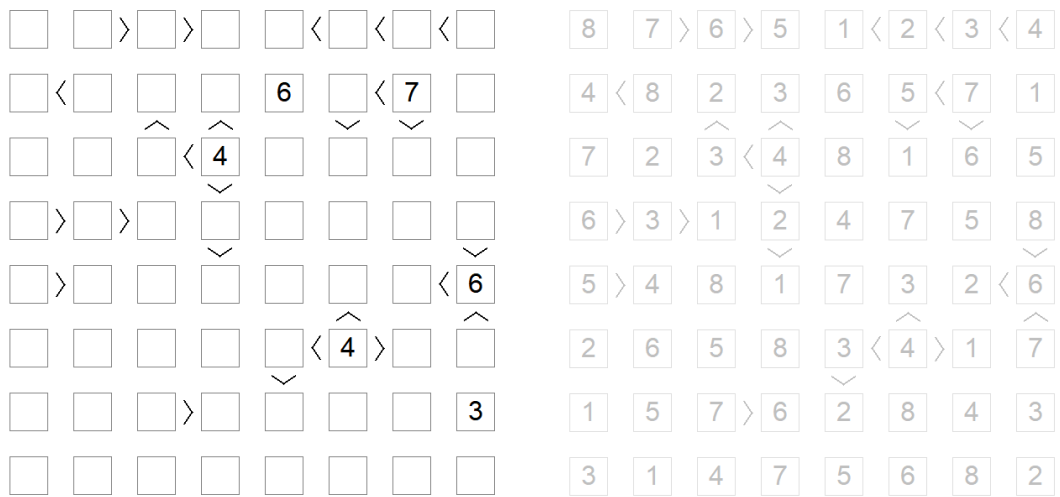 > > < < <
< 6 < 7
∧ ∧ ∨ ∨
< 4
∨
> >
∨ ∨
> < 6
∧ ∧
< 4 >
∨
> 3
8 7 > 6 > 5 1 < 2 < 3 < 4
4 < 8 2 3 6 5 < 7 1
∧ ∧ ∨ ∨
7 2 3 < 4 8 1 6 5
∨
6 > 3 > 1 2 4 7 5 8
∨ ∨
5 > 4 8 1 7 3 2 < 6
∧ ∧
2 6 5 8 3 < 4 > 1 7
∨
1 5 7 > 6 2 8 4 3
3 1 4 7 5 6 8 2